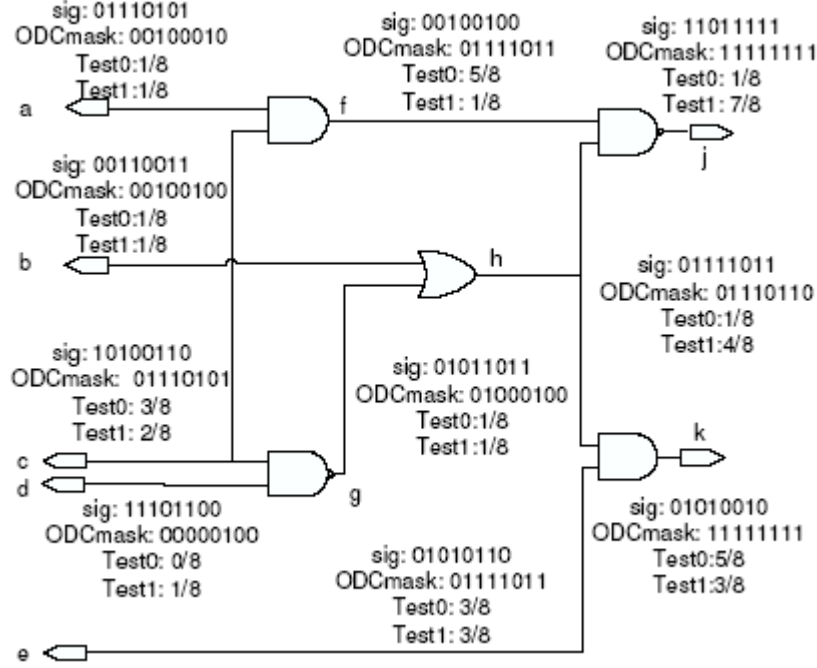 sig: 01110101
ODCmask: 00100010
Test0:1/8
Test1:1/8
a
f
sig: 00100100
ODCmask: 01111011
Test0: 5/8
Test1: 1/8
sig: 11011111
ODCmask: 11111111
Test0: 1/8
Test1: 7/8
j
sig: 00110011
ODCmask: 00100100
Test0:1/8
Test1:1/8
b
h
sig: 01111011
ODCmask: 01110110
Test0:1/8
Test1:4/8
sig: 10100110
ODCmask: 01110101
Test0: 3/8
Test1: 2/8
c
d
sig: 01011011
ODCmask: 01000100
Test0:1/8
Test1:1/8
g
k
sig: 11101100
ODCmask: 00000100
Test0: 0/8
Test1: 1/8
sig: 01010110
ODCmask: 01111011
Test0: 3/8
Test1: 3/8
sig: 01010010
ODCmask: 11111111
Test0:5/8
Test1:3/8
e